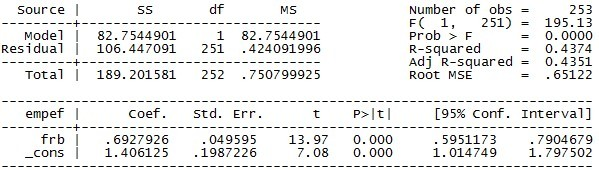 Source | SS df MS Number of obs = 253
-------------+------------------------------ F( 1, 251) = 195.13
Model | 82.7544901 1 82.7544901 Prob > F = 0.0000
Residual | 106.447091 251 .424091996 R-squared = 0.4374
-------------+------------------------------ Adj R-squared = 0.4351
Total | 189.201581 252 .750799925 Root MSE = .65122
------------------------------------------------------------------------------
empef | Coef. Std. Err. t P>|t| [95% Conf. Interval]
-------------+----------------------------------------------------------------
frb | .6927926 .049595 13.97 0.000 .5951173 .7904679
_cons | 1.406125 .1987226 7.08 0.000 1.014749 1.797502
------------------------------------------------------------------------------